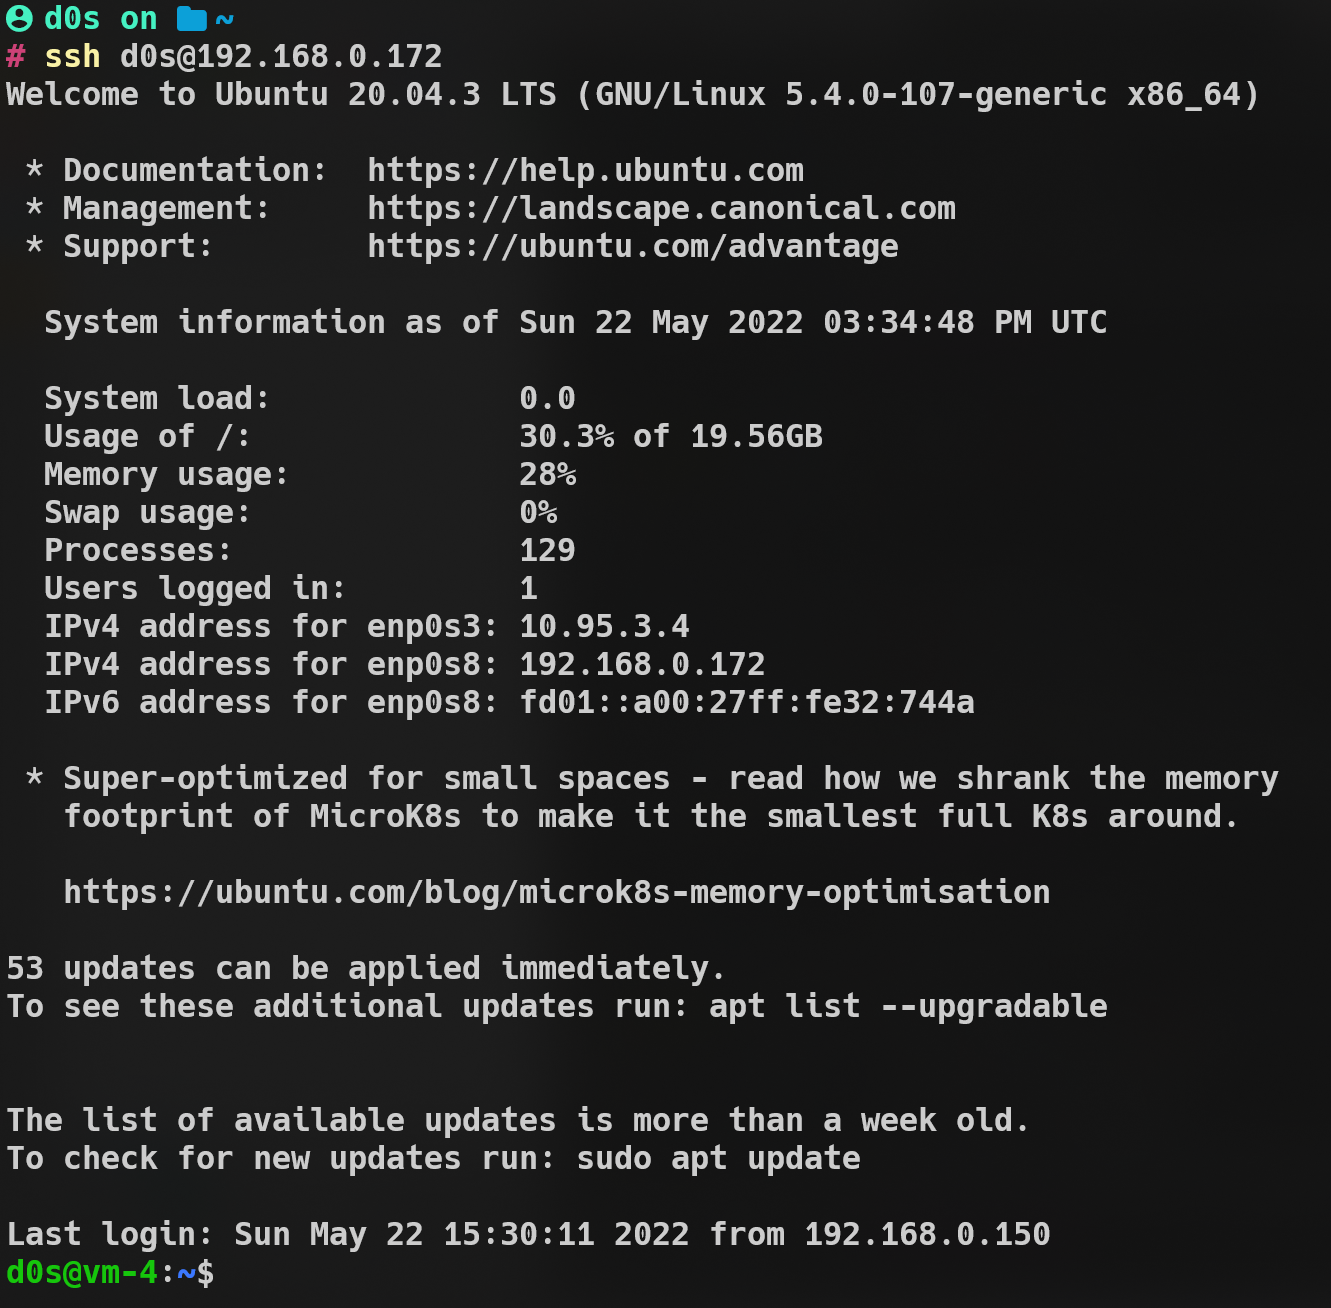 d0s on ~
# ssh d0s@192.168.0.172
Welcome to Ubuntu 20.04.3 LTS (GNU/Linux 5.4.0-107-generic x86_64)
* Documentation: https://help.ubuntu.com
* Management: https://landscape.canonical.com
* Support: https://ubuntu.com/advantage
System information as of Sun 22 May 2022 03:34:48 PM UTC
System load: 0.0
Usage of /: 30.3% of 19.56GB
Memory usage: 28%
Swap usage: 0%
Processes: 129
Users logged in: 1
IPv4 address for enp0s3: 10.95.3.4
IPv4 address for enp0s8: 192.168.0.172
IPv6 address for enp0s8: fd01::a00:27ff:fe32:744a
* Super-optimized for small spaces - read how we shrank the memory
footprint of MicroK8s to make it the smallest full K8s around.
https://ubuntu.com/blog/microk8s-memory-optimisation
53 updates can be applied immediately.
To see these additional updates run: apt list --upgradable
The list of available updates is more than a week old.
To check for new updates run: sudo apt update
Last login: Sun May 22 15:30:11 2022 from 192.168.0.150
d0s@vm-4:~$